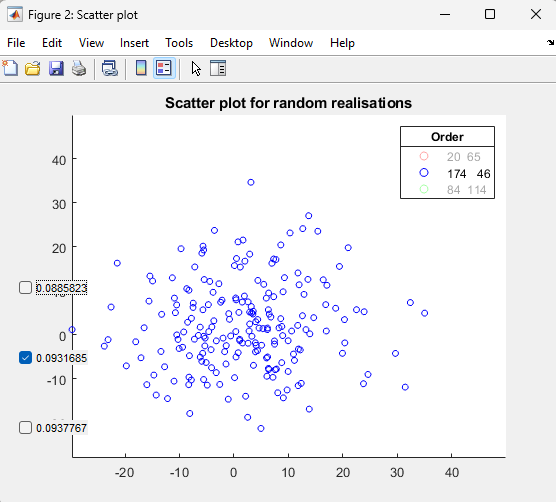 Figure 2: Scatter plot
File Edit View Insert Tools Desktop Window Help
Scatter plot for random realisations
Order
20 65
174 46
84 114
40
30
20
0.0885823
0
0.0931685
-10
0.0937767
-20 -10 0 10 20 30 40